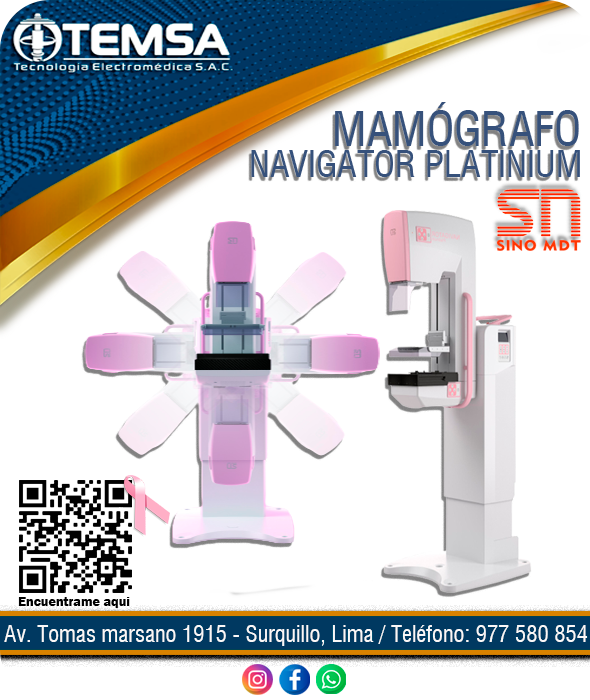 TEMSA
Tecnología Electromédica S.A.C.
MAMÓGRAFO
NAVIGATOR PLATINIUM
SINO MDT
Encuentrame aqui
Av. Tomas marsano 1915 - Surquillo, Lima / Teléfono: 977 580 854